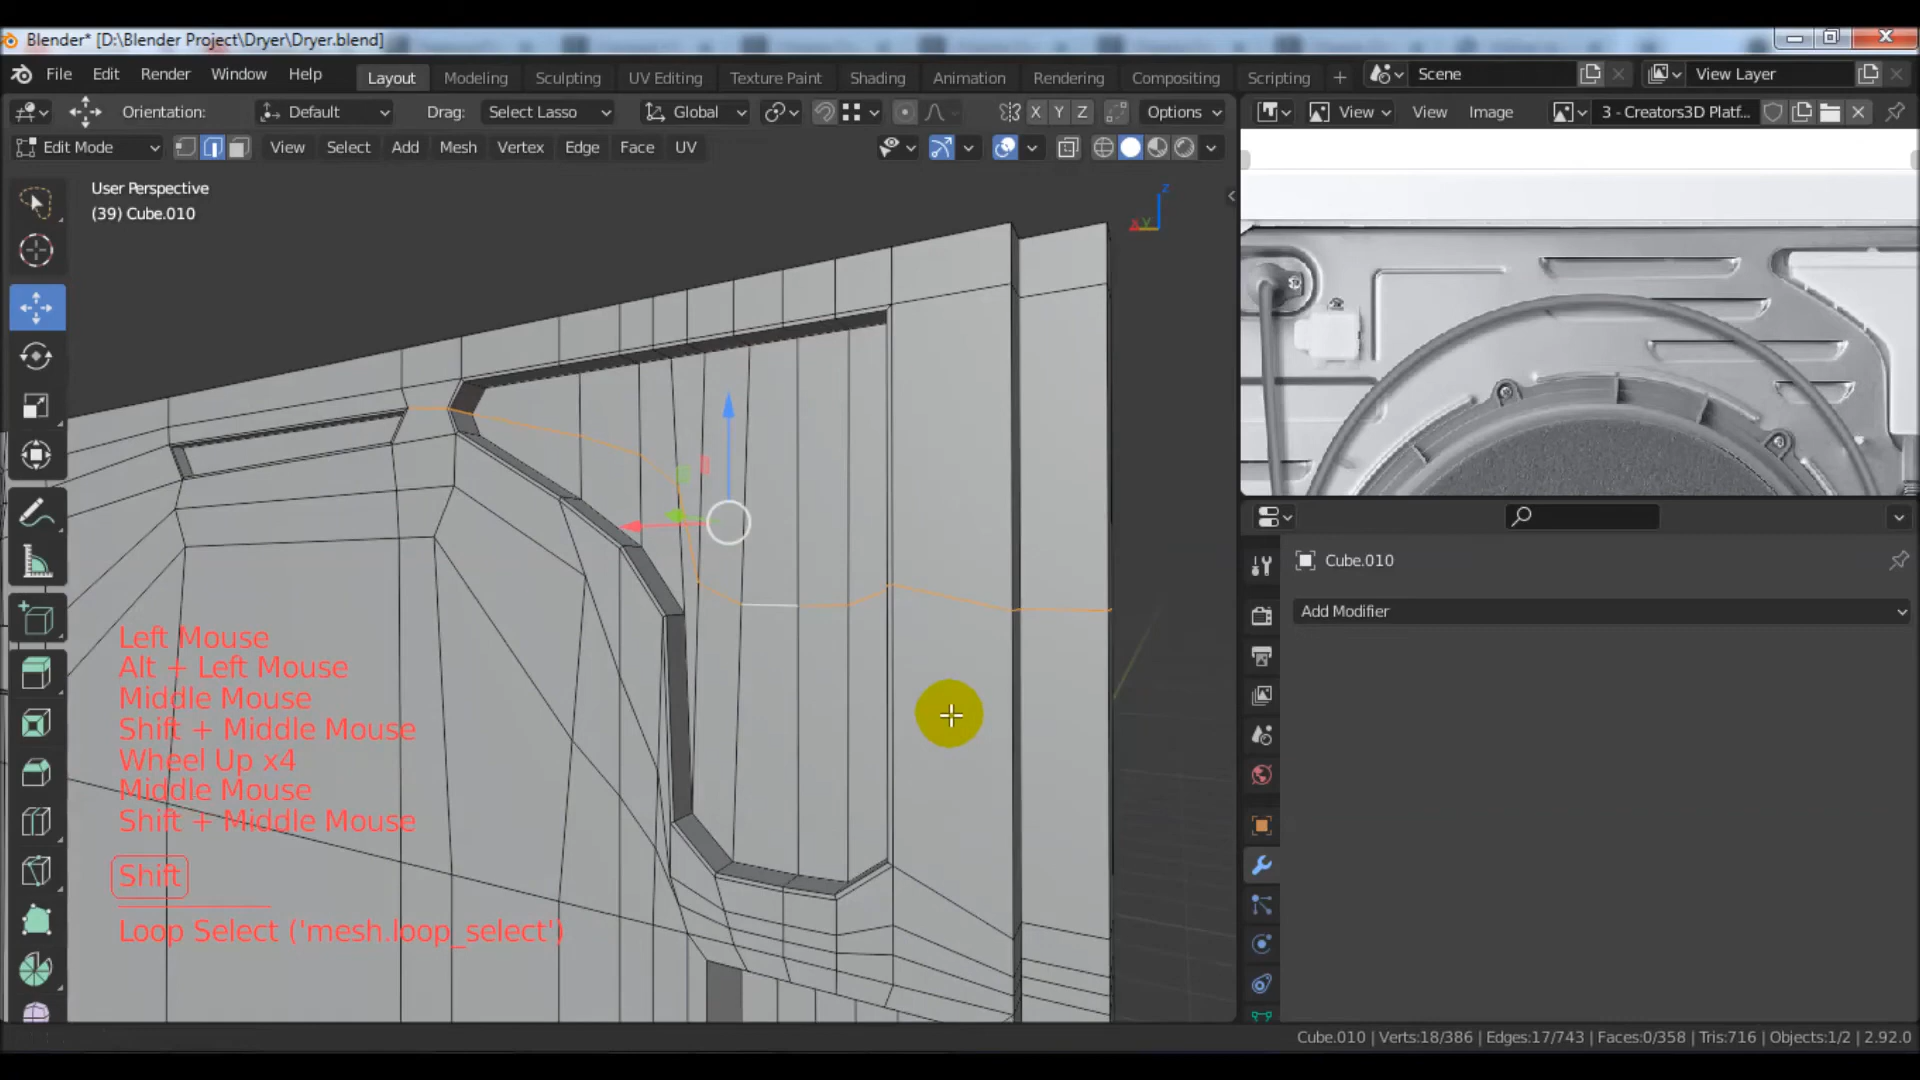 Blender* [D:\Blender Project\Dryer\Dryer.blend]
File Edit Render Window Help Layout Modeling Sculpting UV Editing Texture Paint Shading Animation Rendering Compositing Scripting + Scene View Layer
Orientation: Default Drag: Select Lasso Global X Y Z Options View View Image 3 - Creators3D Platf...
Edit Mode View Select Add Mesh Vertex Edge Face UV
User Perspective
(39) Cube.010
Z
X Y
Cube.010
Add Modifier
Left Mouse
Alt + Left Mouse
Middle Mouse
Shift + Middle Mouse
Wheel Up x4
Middle Mouse
Shift + Middle Mouse
Shift
Loop Select ('mesh.loop_select')
Cube.010 | Verts:18/386 | Edges:17/743 | Faces:0/358 | Tris:716 | Objects:1/2 | 2.92.0